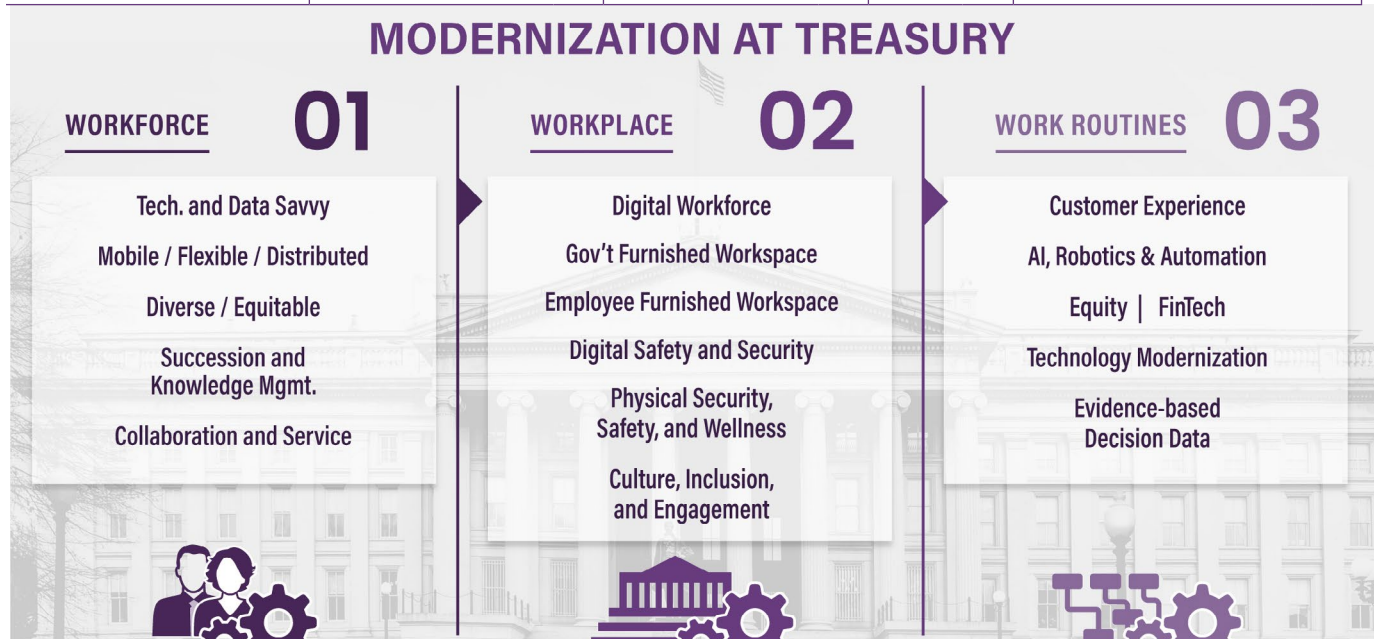 MODERNIZATION AT TREASURY
WORKFORCE 01
Tech. and Data Savvy
Mobile / Flexible / Distributed
Diverse / Equitable
Succession and
Knowledge Mgmt.
Collaboration and Service
WORKPLACE 02
Digital Workforce
Gov't Furnished Workspace
Employee Furnished Workspace
Digital Safety and Security
Physical Security,
Safety, and Wellness
Culture, Inclusion,
and Engagement
WORK ROUTINES 03
Customer Experience
AI, Robotics & Automation
Equity | FinTech
Technology Modernization
Evidence-based
Decision Data